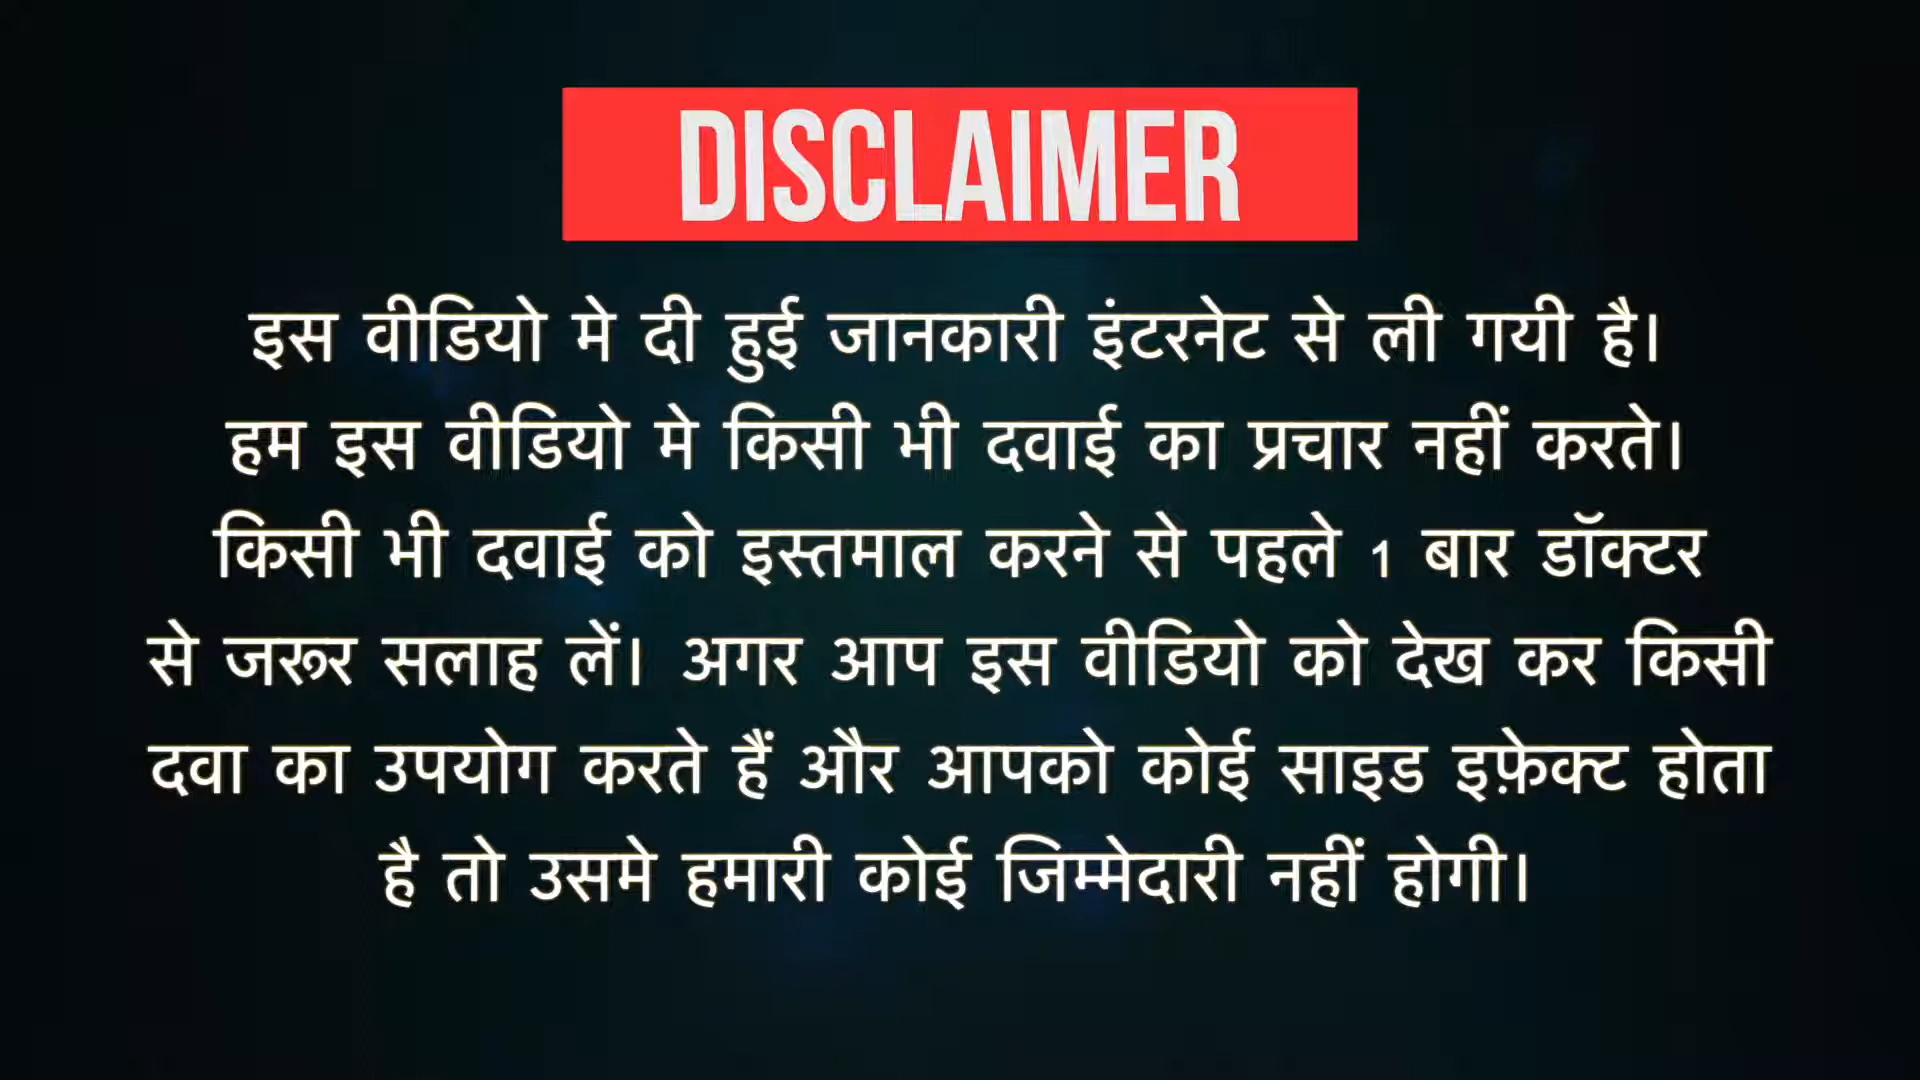 DISCLAIMER
इस वीडियो मे दी हुई जानकारी इंटरनेट से ली गयी है।
हम इस वीडियो मे किसी भी दवाई का प्रचार नहीं करते।
किसी भी दवाई को इस्तमाल करने से पहले 1 बार डॉक्टर
से जरूर सलाह लें। अगर आप इस वीडियो को देख कर किसी
दवा का उपयोग करते हैं और आपको कोई साइड इफ़ेक्ट होता
है तो उसमे हमारी कोई जिम्मेदारी नहीं होगी।